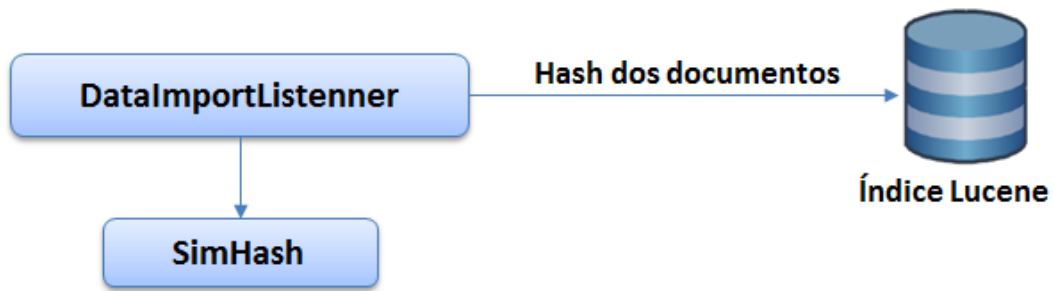 DataImportListenner
Hash dos documentos
Índice Lucene
SimHash